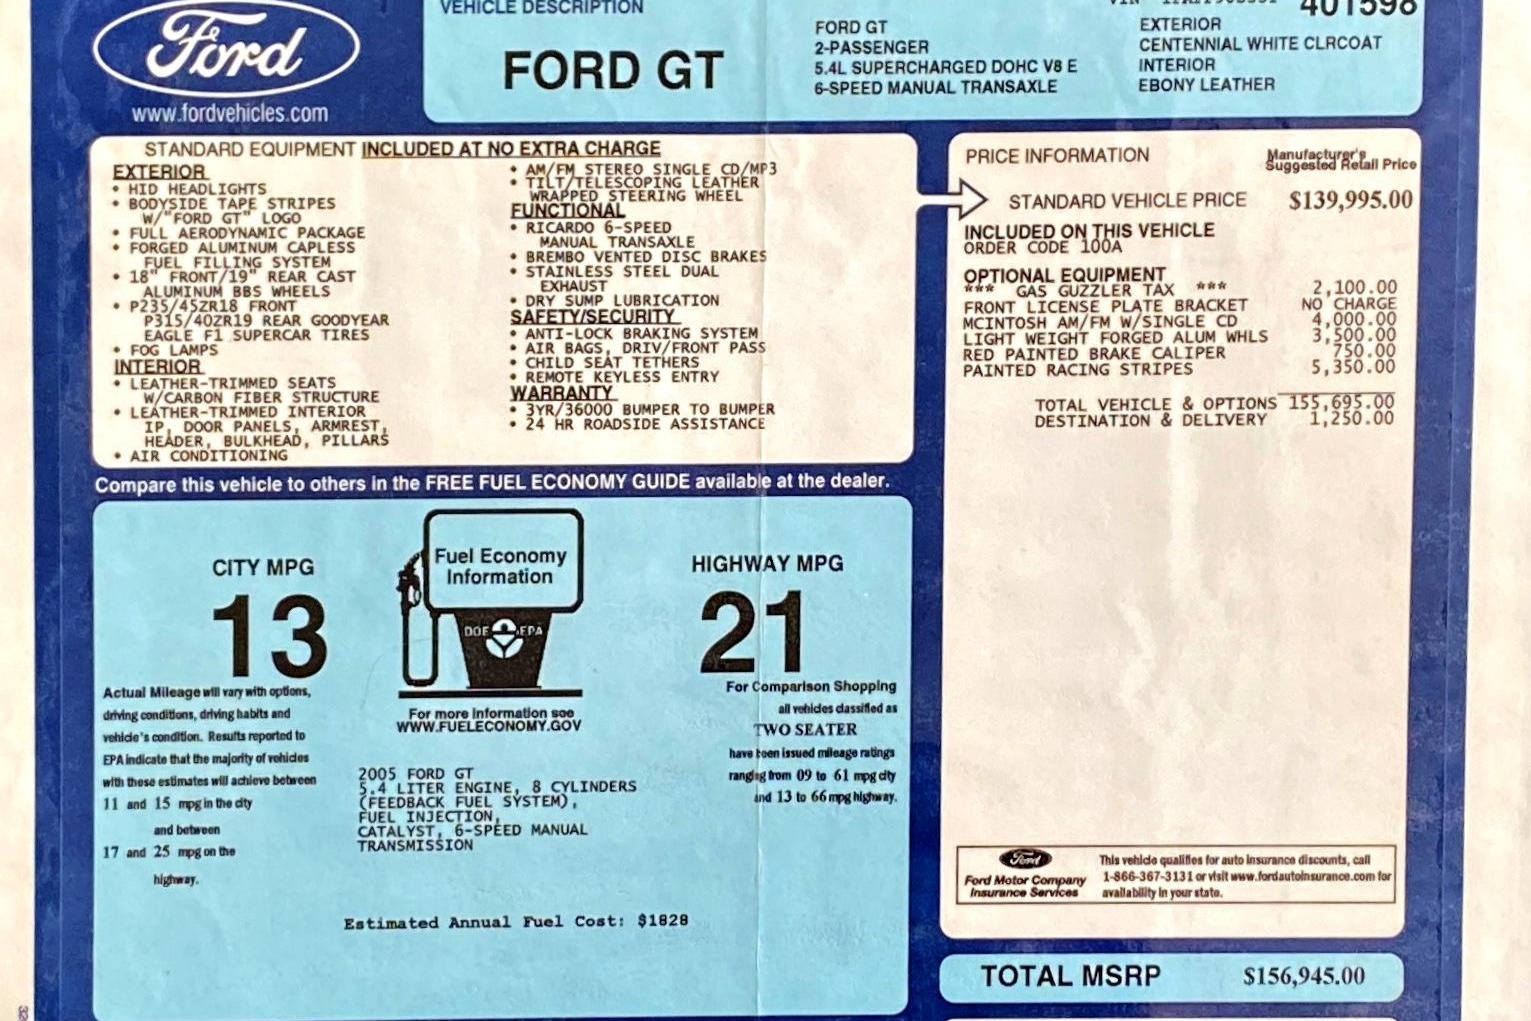 Ford
www.fordvehicles.com
VEHICLE DESCRIPTION
FORD GT
FORD GT
2-PASSENGER
5.4L SUPERCHARGED DOHC V8 E
6-SPEED MANUAL TRANSAXLE
VIN
401598
EXTERIOR
CENTENNIAL WHITE CLRCOAT
INTERIOR
EBONY LEATHER
STANDARD EQUIPMENT INCLUDED AT NO EXTRA CHARGE
EXTERIOR
• HID HEADLIGHTS
• BODYSIDE TAPE STRIPES
W/"FORD GT" LOGO
• FULL AERODYNAMIC PACKAGE
• FORGED ALUMINUM CAPLESS
FUEL FILLING SYSTEM
• 18" FRONT/19" REAR CAST
ALUMINUM BBS WHEELS
• P235/45ZR18 FRONT
P315/40ZR19 REAR GOODYEAR
EAGLE F1 SUPERCAR TIRES
• FOG LAMPS
INTERIOR
• LEATHER-TRIMMED SEATS
W/CARBON FIBER STRUCTURE
• LEATHER-TRIMMED INTERIOR
IP, DOOR PANELS, ARMREST,
HEADER, BULKHEAD, PILLARS
• AIR CONDITIONING
• AM/FM STEREO SINGLE CD/MP3
• TILT/TELESCOPING LEATHER
WRAPPED STEERING WHEEL
FUNCTIONAL
• RICARDO 6-SPEED
MANUAL TRANSAXLE
• BREMBO VENTED DISC BRAKES
• STAINLESS STEEL DUAL
EXHAUST
• DRY SUMP LUBRICATION
SAFETY/SECURITY
• ANTI-LOCK BRAKING SYSTEM
• AIR BAGS, DRIV/FRONT PASS
• CHILD SEAT TETHERS
• REMOTE KEYLESS ENTRY
WARRANTY
• 3YR/36000 BUMPER TO BUMPER
• 24 HR ROADSIDE ASSISTANCE
PRICE INFORMATION
Manufacturer's
Suggested Retail Price
STANDARD VEHICLE PRICE $139,995.00
INCLUDED ON THIS VEHICLE
ORDER CODE 100A
OPTIONAL EQUIPMENT
*** GAS GUZZLER TAX *** 2,100.00
FRONT LICENSE PLATE BRACKET NO CHARGE
MCINTOSH AM/FM W/SINGLE CD 4,000.00
LIGHT WEIGHT FORGED ALUM WHLS 3,500.00
RED PAINTED BRAKE CALIPER 750.00
PAINTED RACING STRIPES 5,350.00
TOTAL VEHICLE & OPTIONS 155,695.00
DESTINATION & DELIVERY 1,250.00
Compare this vehicle to others in the FREE FUEL ECONOMY GUIDE available at the dealer.
CITY MPG
13
Actual Mileage will vary with options,
driving conditions, driving habits and
vehicle's condition. Results reported to
EPA indicate that the majority of vehicles
with these estimates will achieve between
11 and 15 mpg in the city
and between
17 and 25 mpg on the
highway.
Fuel Economy
Information
DOE EPA
For more information see
WWW.FUELECONOMY.GOV
2005 FORD GT
5.4 LITER ENGINE, 8 CYLINDERS
(FEEDBACK FUEL SYSTEM),
FUEL INJECTION,
CATALYST, 6-SPEED MANUAL
TRANSMISSION
HIGHWAY MPG
21
For Comparison Shopping
all vehicles classified as
TWO SEATER
have been issued mileage ratings
ranging from 09 to 61 mpg city
and 13 to 66 mpg highway.
Estimated Annual Fuel Cost: $1828
Ford
Ford Motor Company
Insurance Services
This vehicle qualifies for auto insurance discounts, call
1-866-367-3131 or visit www.fordautoinsurance.com for
availability in your state.
TOTAL MSRP $156,945.00